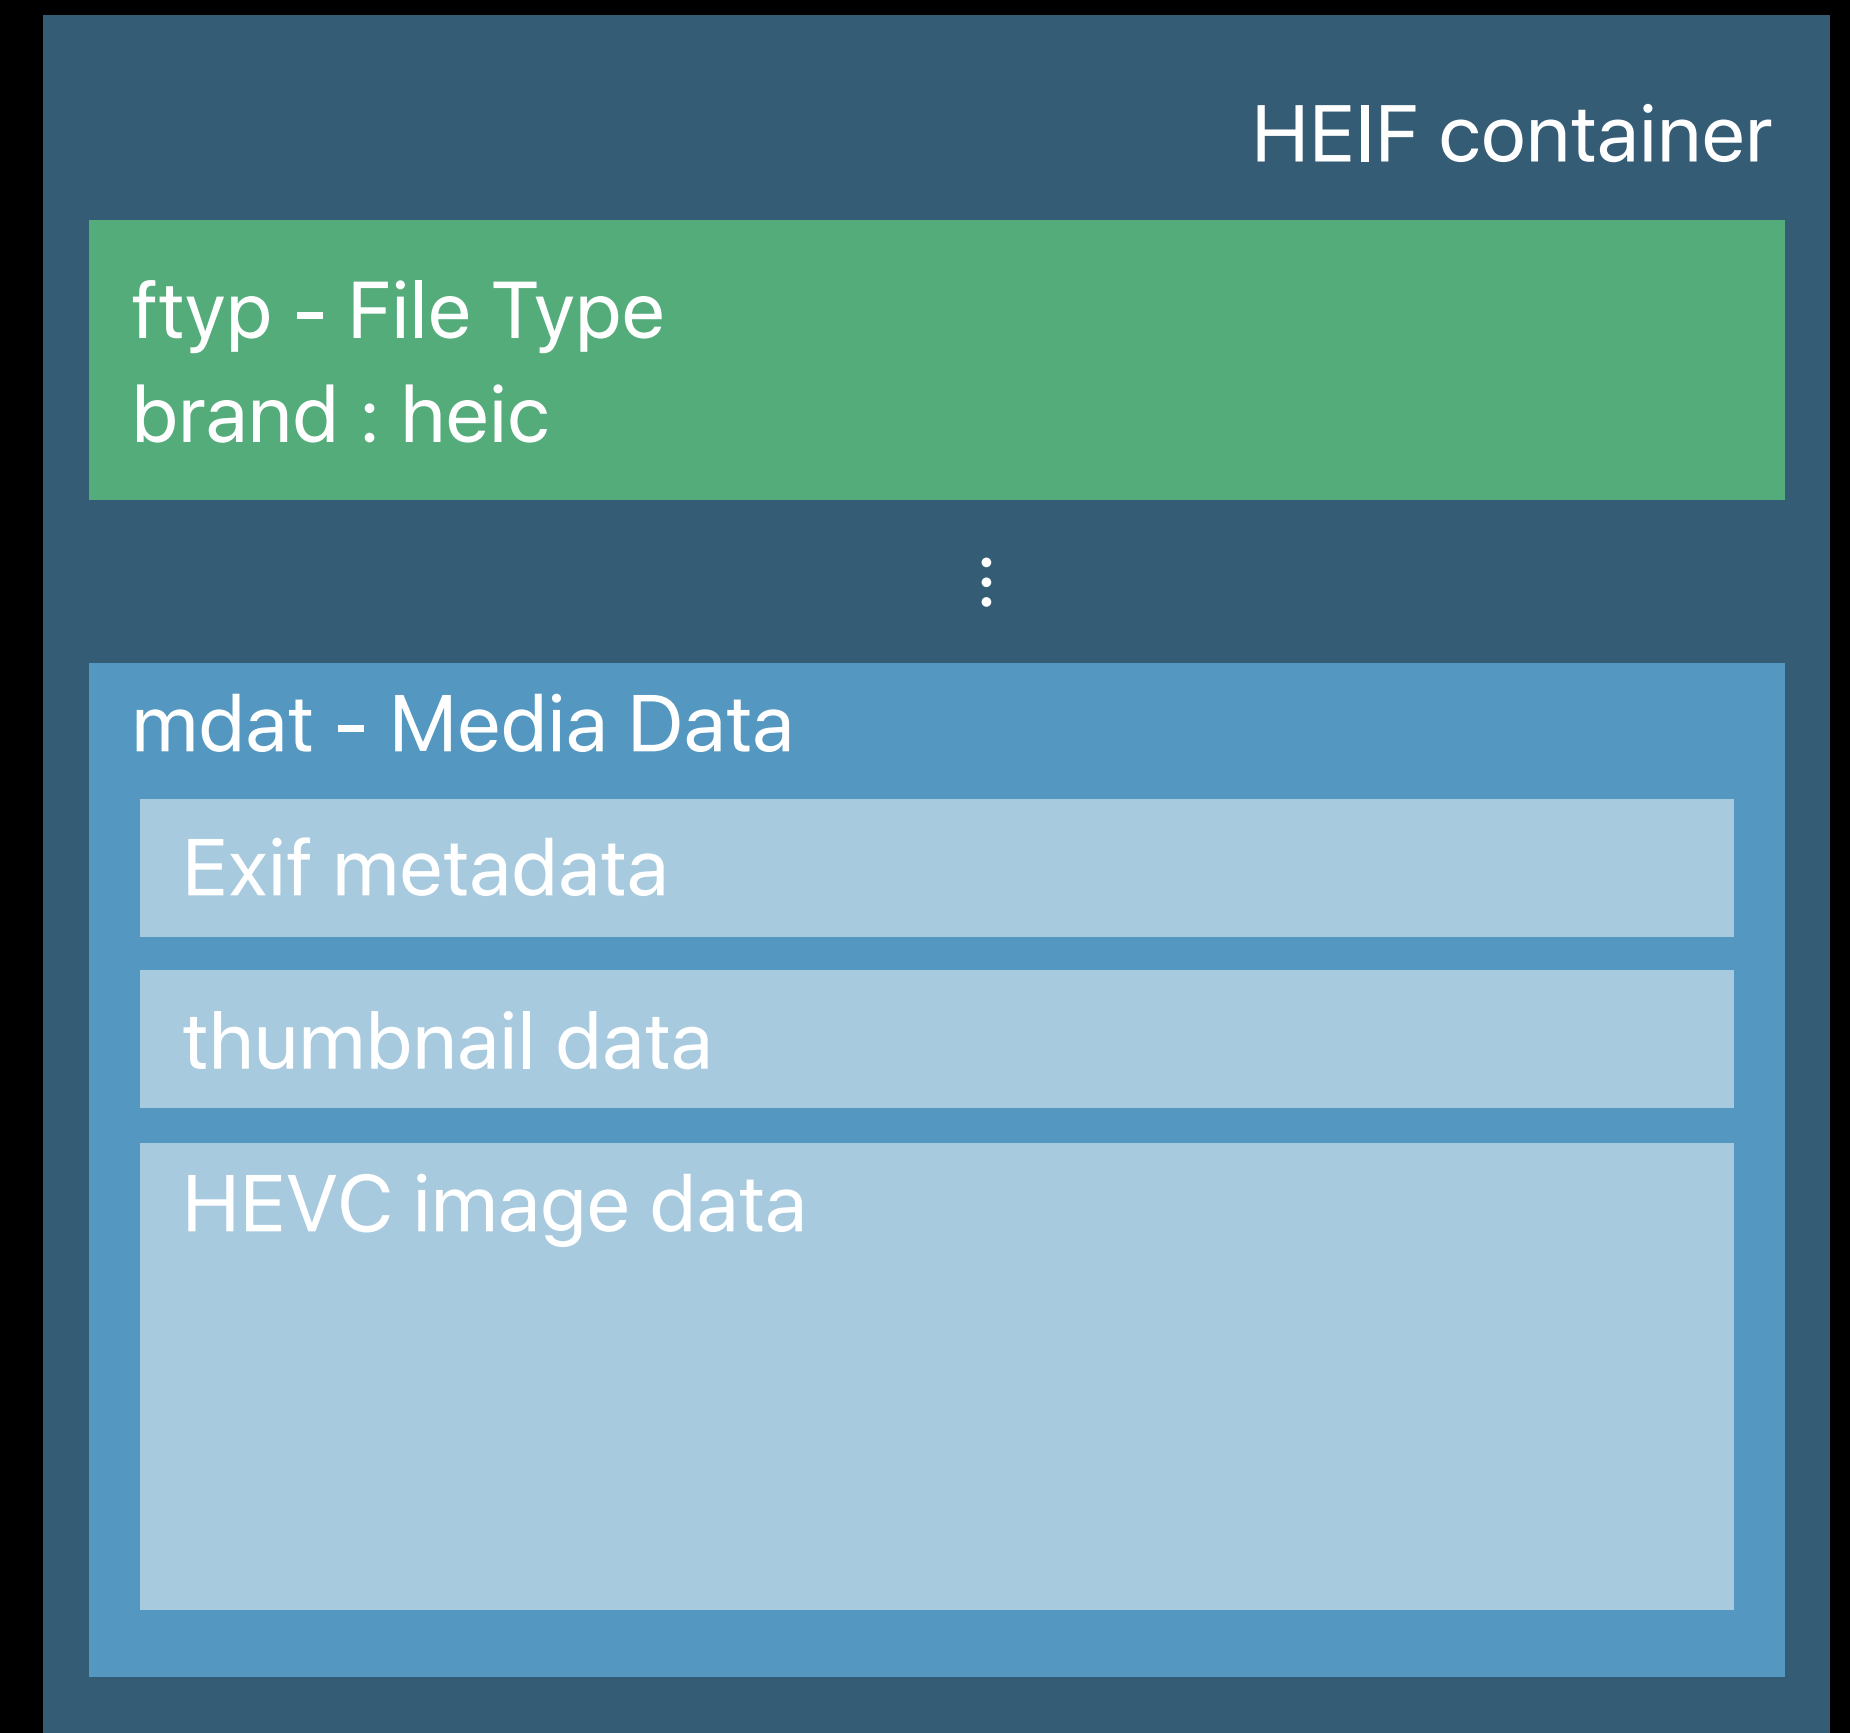 HEIF container
ftyp - File Type
brand : heic
⋮
mdat - Media Data
Exif metadata
thumbnail data
HEVC image data